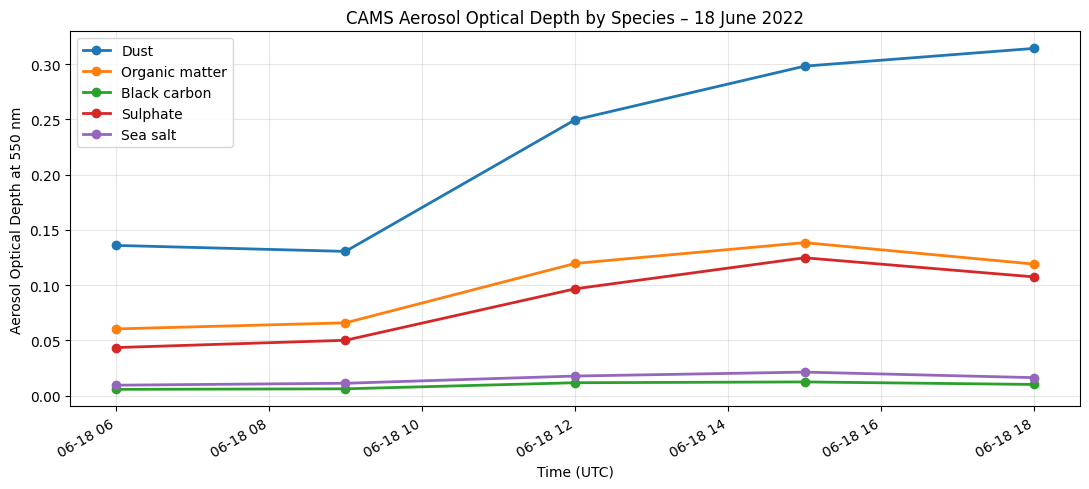 CAMS Aerosol Optical Depth by Species – 18 June 2022
Dust
Organic matter
Black carbon
Sulphate
Sea salt
Aerosol Optical Depth at 550 nm
0.30
0.25
0.20
0.15
0.10
0.05
0.00
06-18 06
06-18 08
06-18 10
06-18 12
06-18 14
06-18 16
06-18 18
Time (UTC)